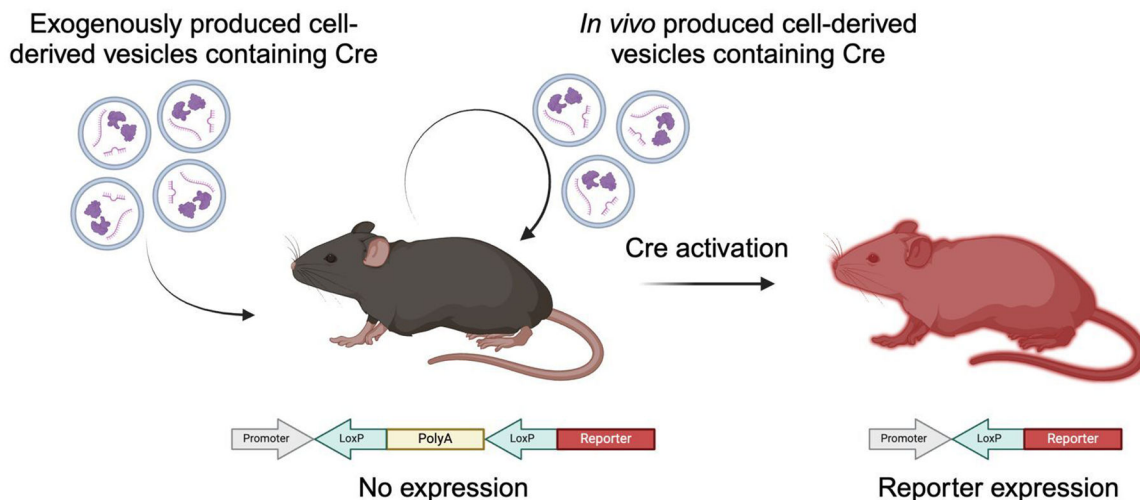 Exogenously produced cell-
derived vesicles containing Cre
In vivo produced cell-derived
vesicles containing Cre
Cre activation
Promoter
LoxP
PolyA
LoxP
Reporter
No expression
Promoter
LoxP
Reporter
Reporter expression